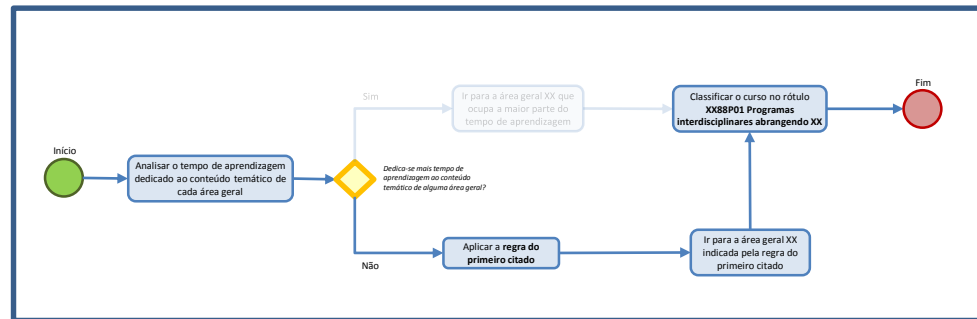 Início
Analisar o tempo de aprendizagem
dedicado ao conteúdo temático de
cada área geral
Dedica-se mais tempo de
aprendizagem ao conteúdo
temático de alguma área geral?
Sim
Ir para a área geral XX que
ocupa a maior parte do
tempo de aprendizagem
Não
Aplicar a regra do
primeiro citado
Ir para a área geral XX
indicada pela regra do
primeiro citado
Classificar o curso no rótulo
XX88P01 Programas
interdisciplinares abrangendo XX
Fim